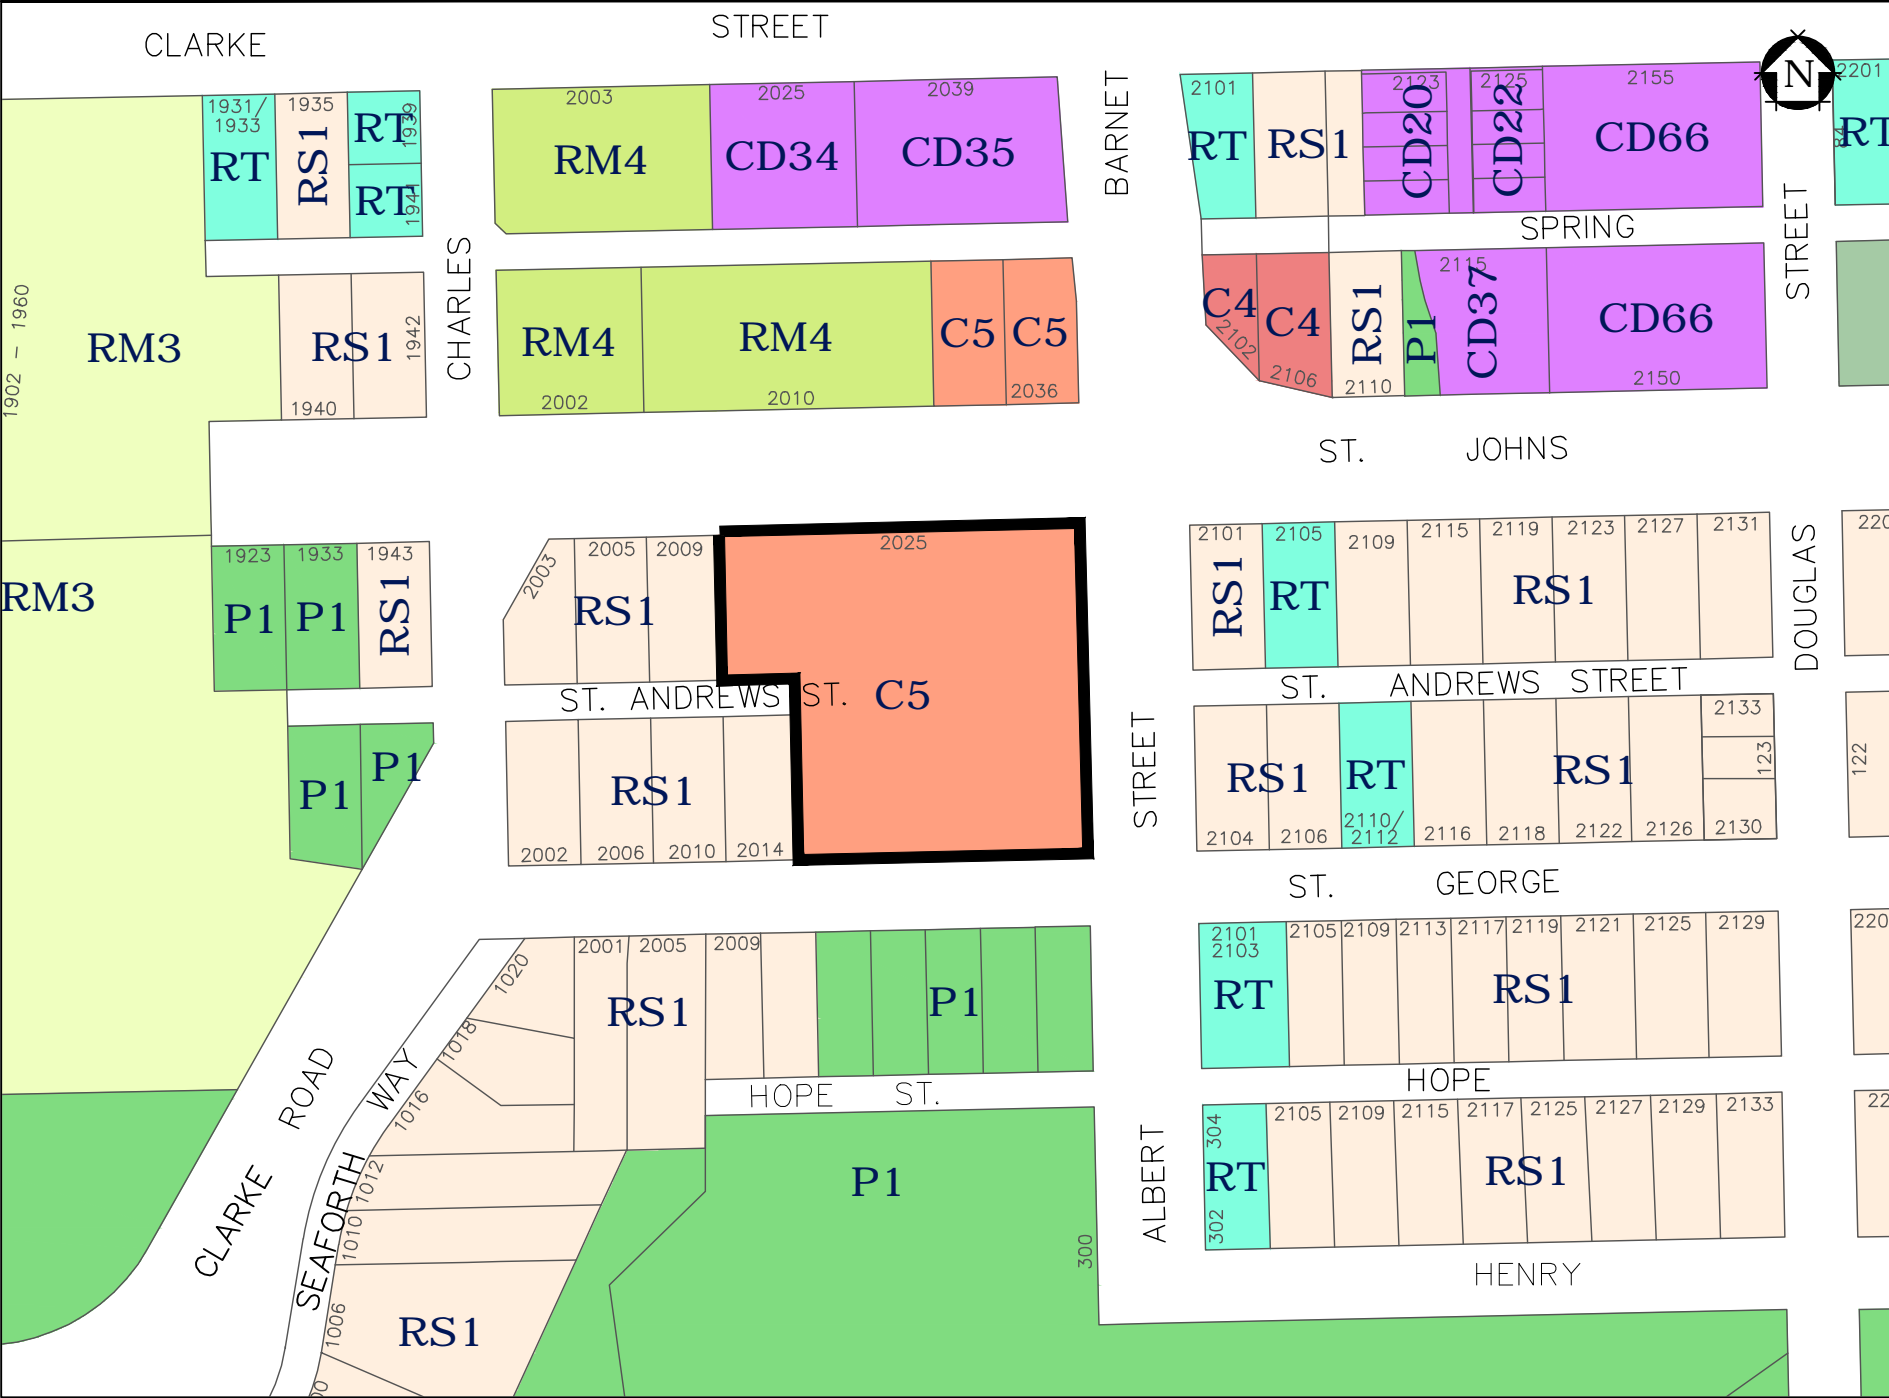 CLARKE
STREET
N
1931/
1933
RT
1935
RS1
1939
RT
1941
RT
2003
RM4
2025
CD34
2039
CD35
BARNET
2101
RT
RS1
2123
CD20
2125
CD22
2155
CD66
2201
RT
1902 - 1960
RM3
RS1
1940
1942
CHARLES
RM4
2002
RM4
2010
C5
C5
2036
SPRING
STREET
C4
2102
C4
2106
RS1
2110
P1
2115
CD37
CD66
2150
ST. JOHNS
RM3
1923
P1
1933
P1
1943
RS1
2003
2005
2009
RS1
2025
C5
ST. ANDREWS ST.
2101
RS1
2105
RT
2109
2115
2119
2123
2127
2131
RS1
DOUGLAS
220
ST. ANDREWS STREET
P1
P1
RS1
2002
2006
2010
2014
STREET
RS1
2104
2106
RT
2110/
2112
RS1
2116
2118
2122
2126
2133
123
2130
122
ST. GEORGE
1020
1018
1016
1012
1010
1006
00
2001
2005
2009
RS1
P1
2101
2103
RT
2105
2109
2113
2117
2119
2121
2125
2129
RS1
220
HOPE ST.
HOPE
CLARKE ROAD
SEAFORTH WAY
RS1
P1
300
ALBERT
304
RT
302
2105
2109
2115
2117
2125
2127
2129
2133
RS1
22
HENRY